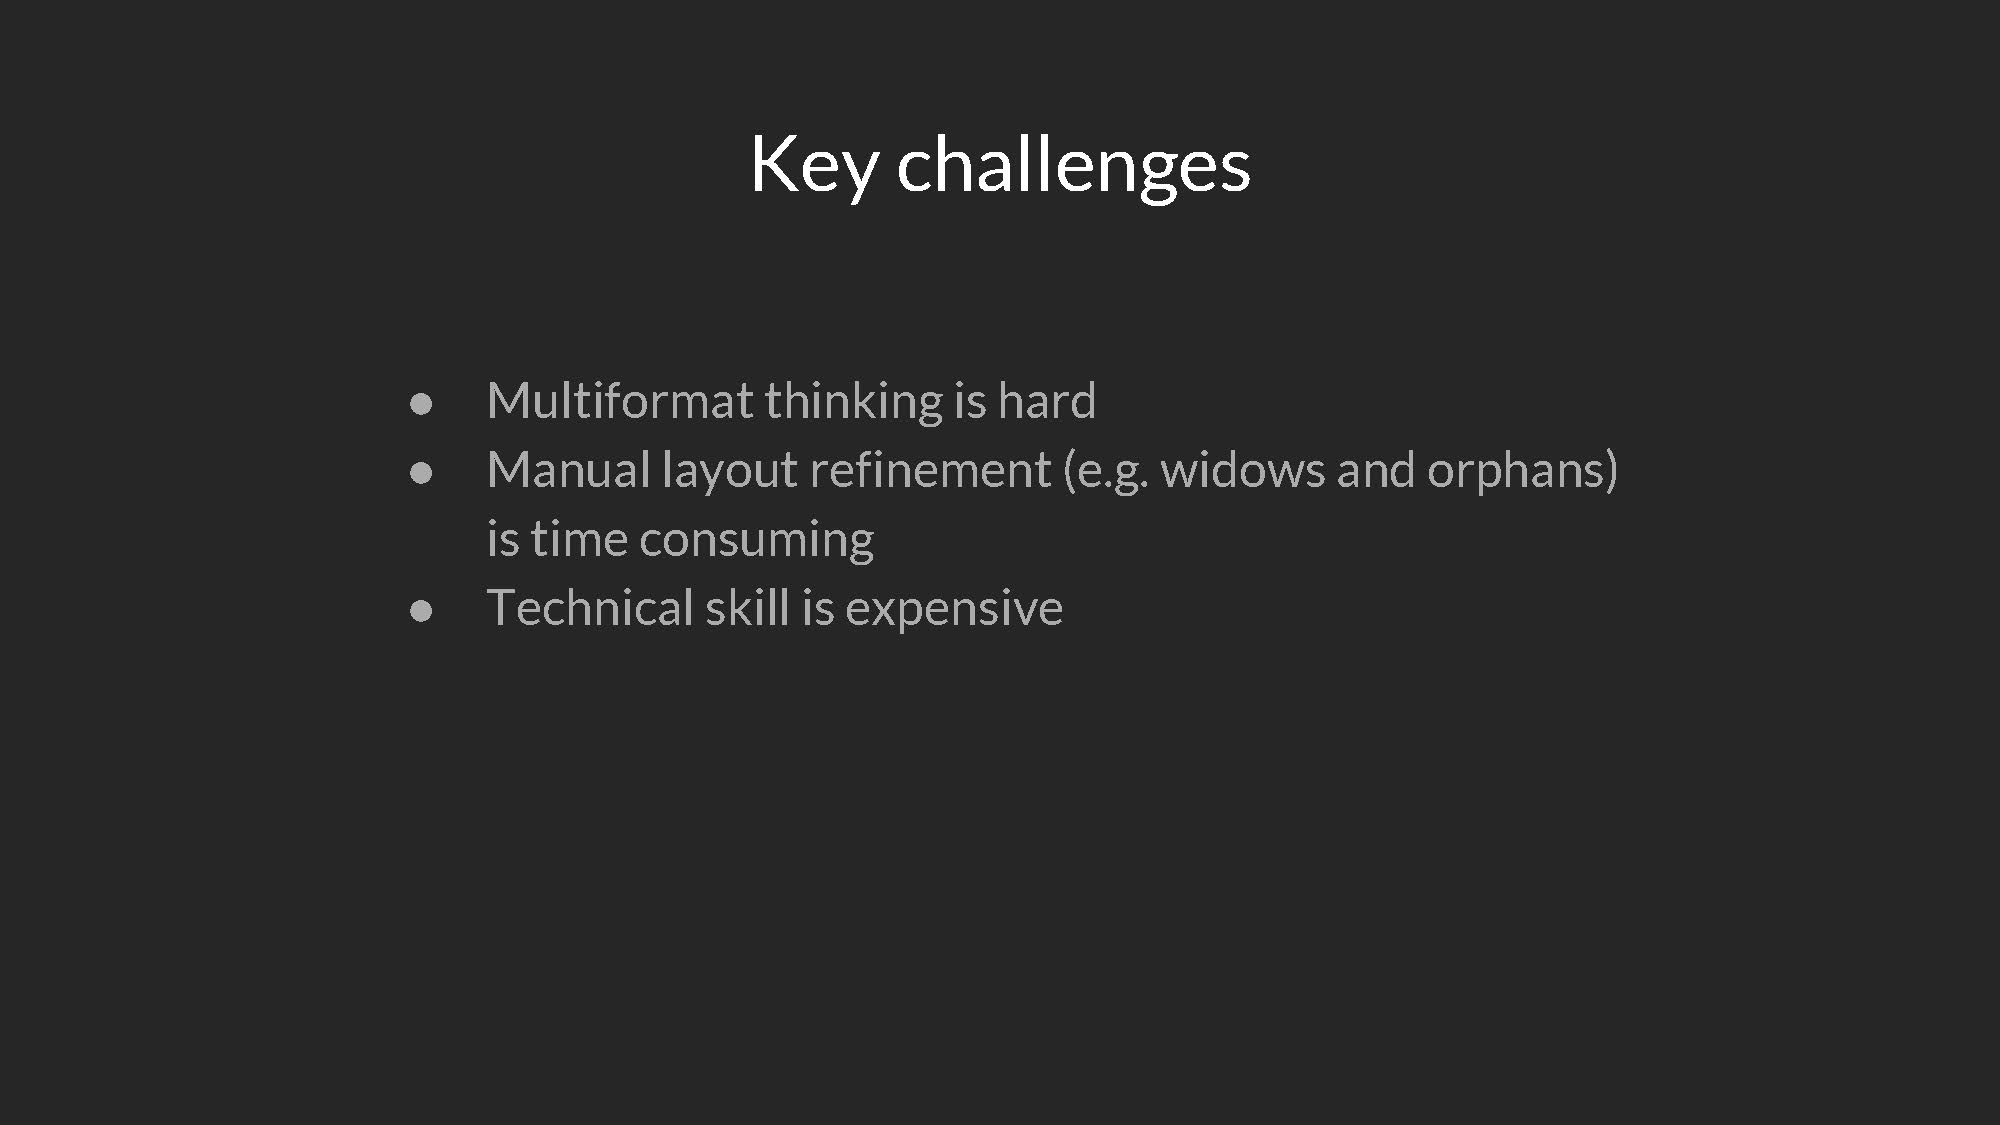 Key challenges
● Multiformat thinking is hard
● Manual layout refinement (e.g. widows and orphans)
is time consuming
● Technical skill is expensive